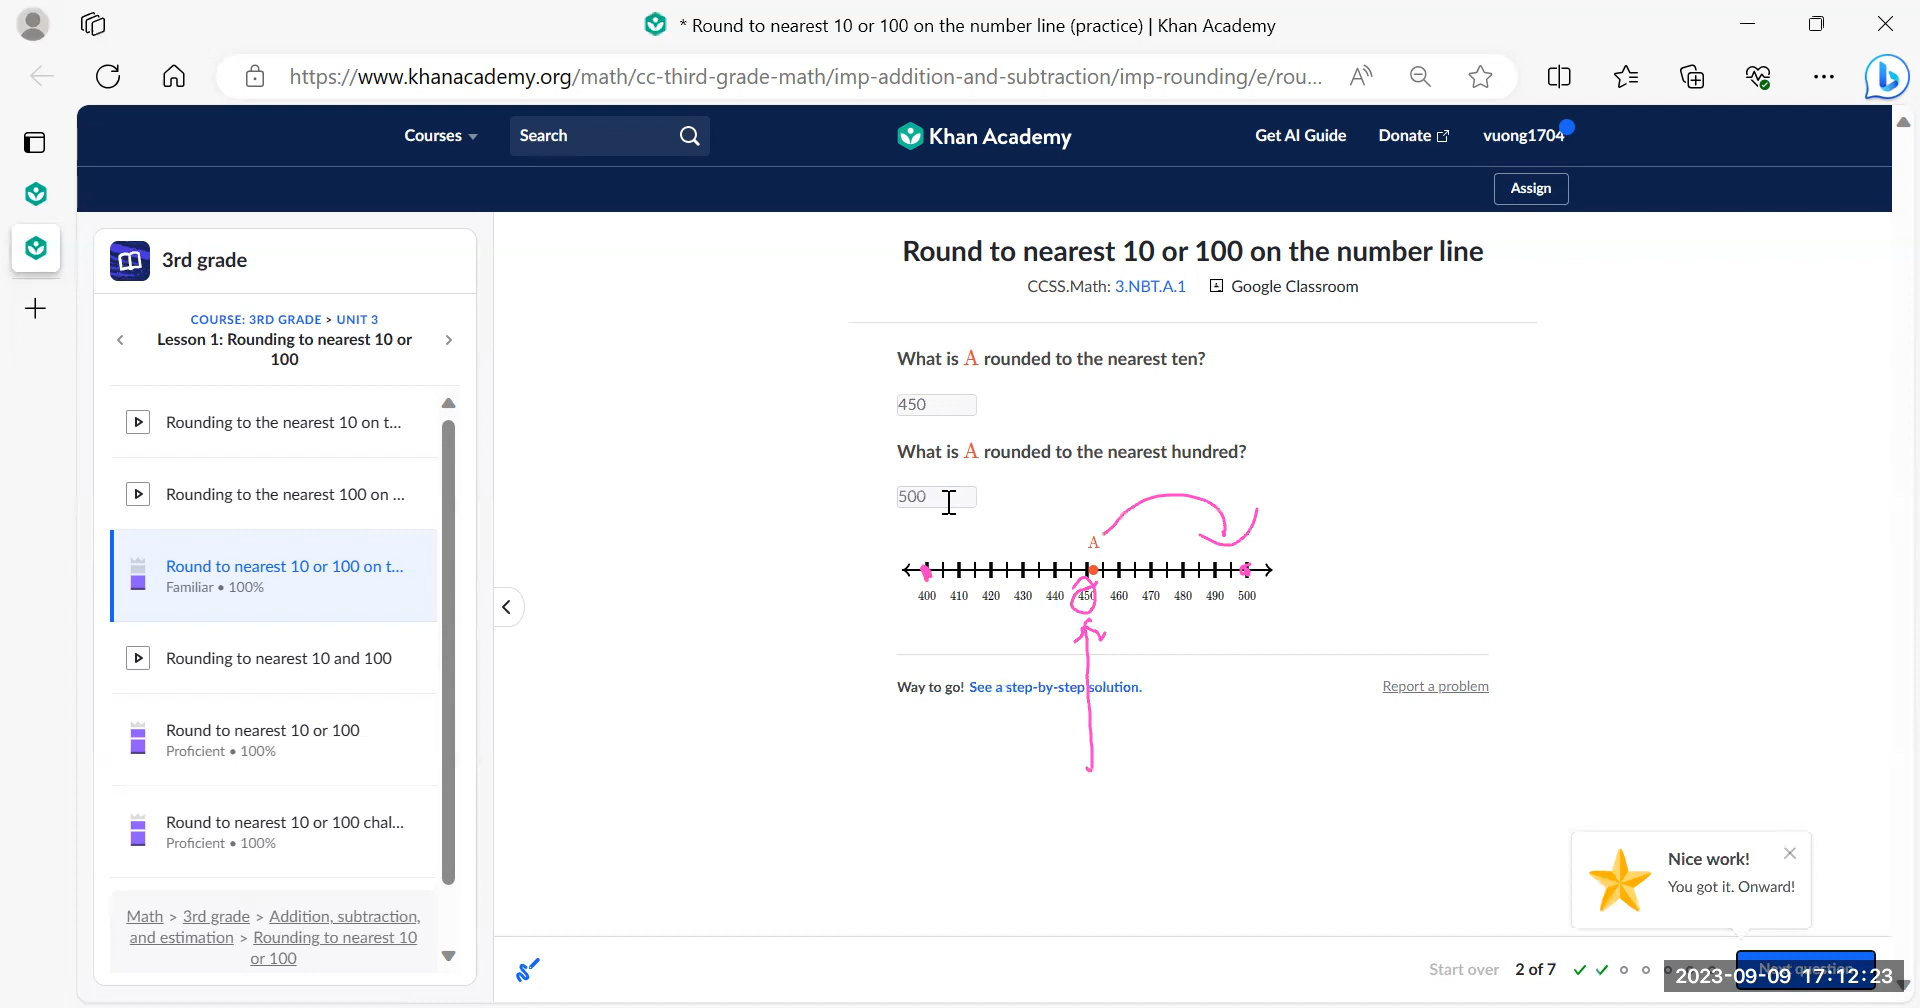 * Round to nearest 10 or 100 on the number line (practice) | Khan Academy
https://www.khanacademy.org/math/cc-third-grade-math/imp-addition-and-subtraction/imp-rounding/e/rou...
Courses
Search
Khan Academy
Get AI Guide
Donate
vuong1704
Assign
3rd grade
COURSE: 3RD GRADE > UNIT 3
Lesson 1: Rounding to nearest 10 or
100
Rounding to the nearest 10 on t...
Rounding to the nearest 100 on ...
Round to nearest 10 or 100 on t...
Familiar • 100%
Rounding to nearest 10 and 100
Round to nearest 10 or 100
Proficient • 100%
Round to nearest 10 or 100 chal...
Proficient • 100%
Math > 3rd grade > Addition, subtraction,
and estimation > Rounding to nearest 10
or 100
Round to nearest 10 or 100 on the number line
CCSS.Math: 3.NBT.A.1 Google Classroom
What is A rounded to the nearest ten?
450
What is A rounded to the nearest hundred?
500
A
400 410 420 430 440 450 460 470 480 490 500
Way to go! See a step-by-step solution.
Report a problem
Nice work!
You got it. Onward!
Start over
2 of 7
Next question
2023-09-09 17:12:23